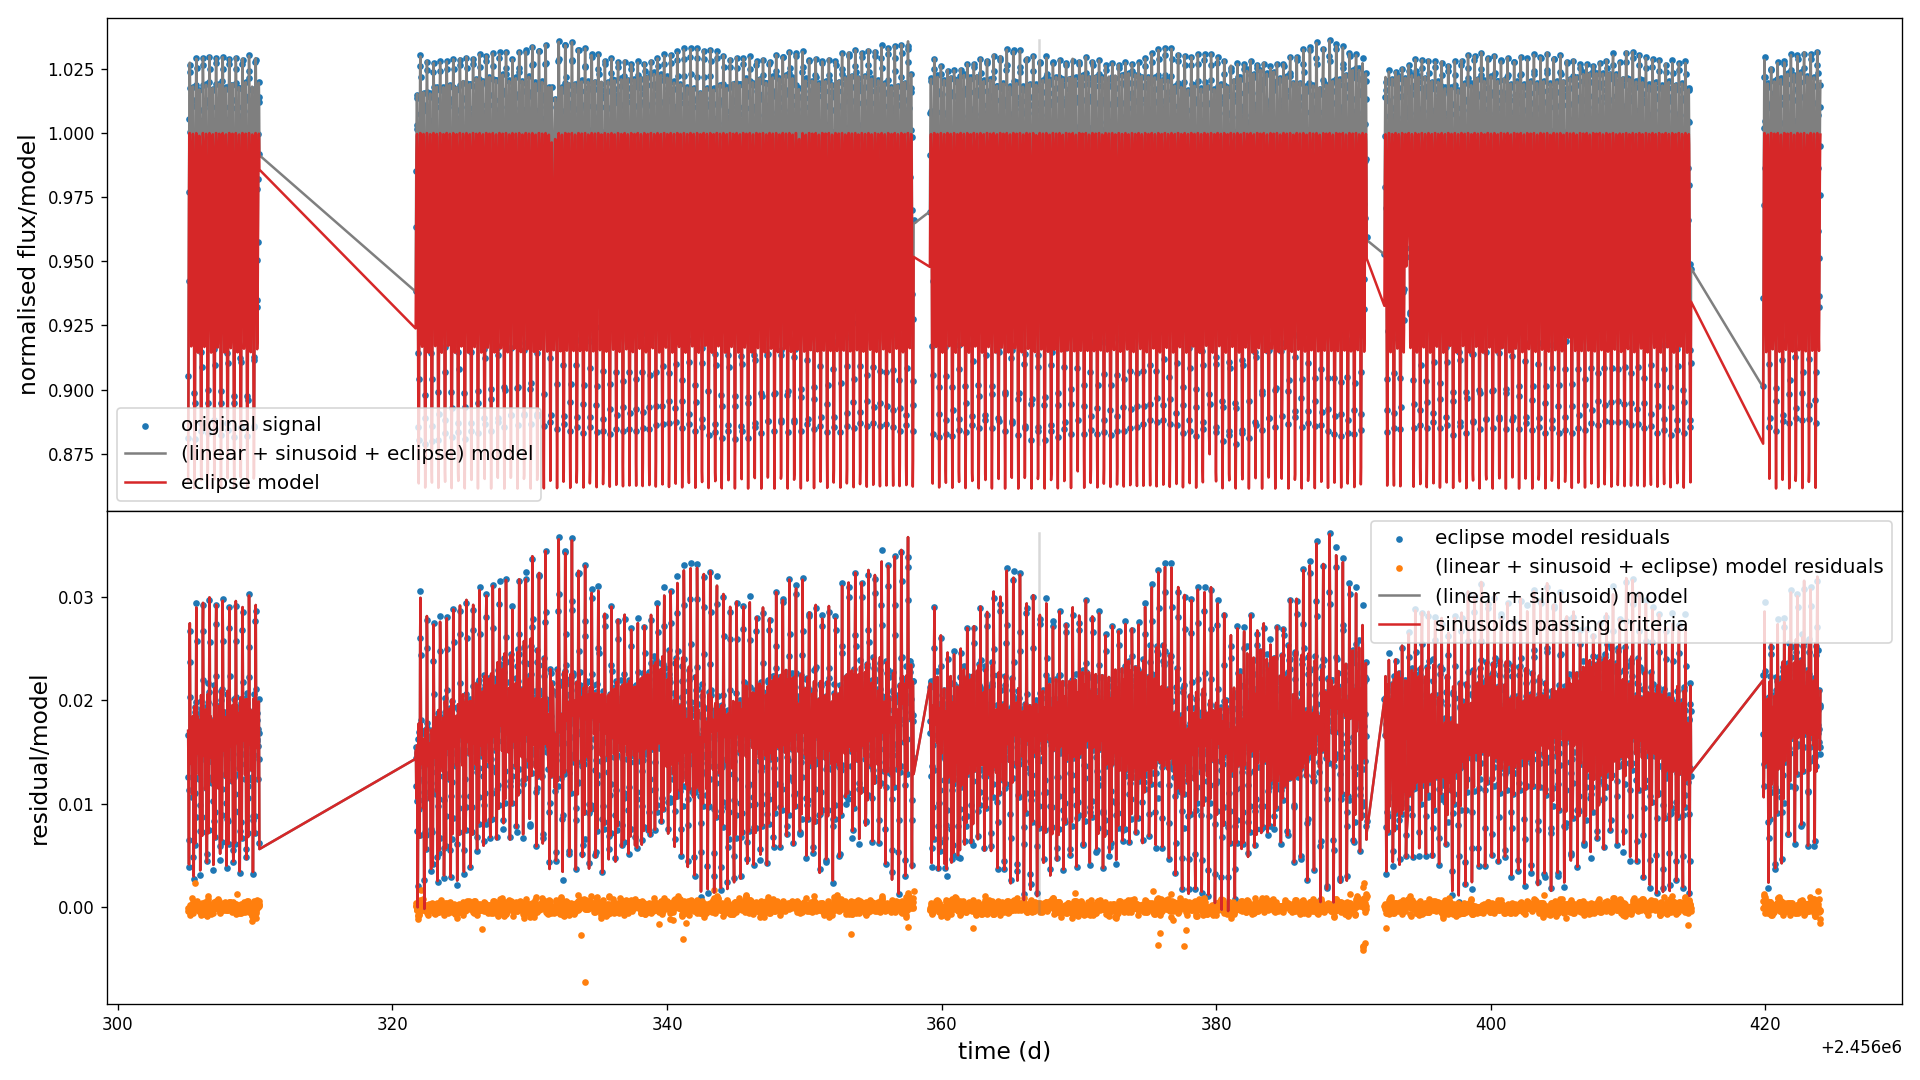 1.025
1.000
0.975
0.950
0.925
0.900
0.875
normalised flux/model
original signal
(linear + sinusoid + eclipse) model
eclipse model
0.03
0.02
0.01
0.00
residual/model
eclipse model residuals
(linear + sinusoid + eclipse) model residuals
(linear + sinusoid) model
sinusoids passing criteria
300 320 340 360 380 400 420
time (d)
+2.456e6